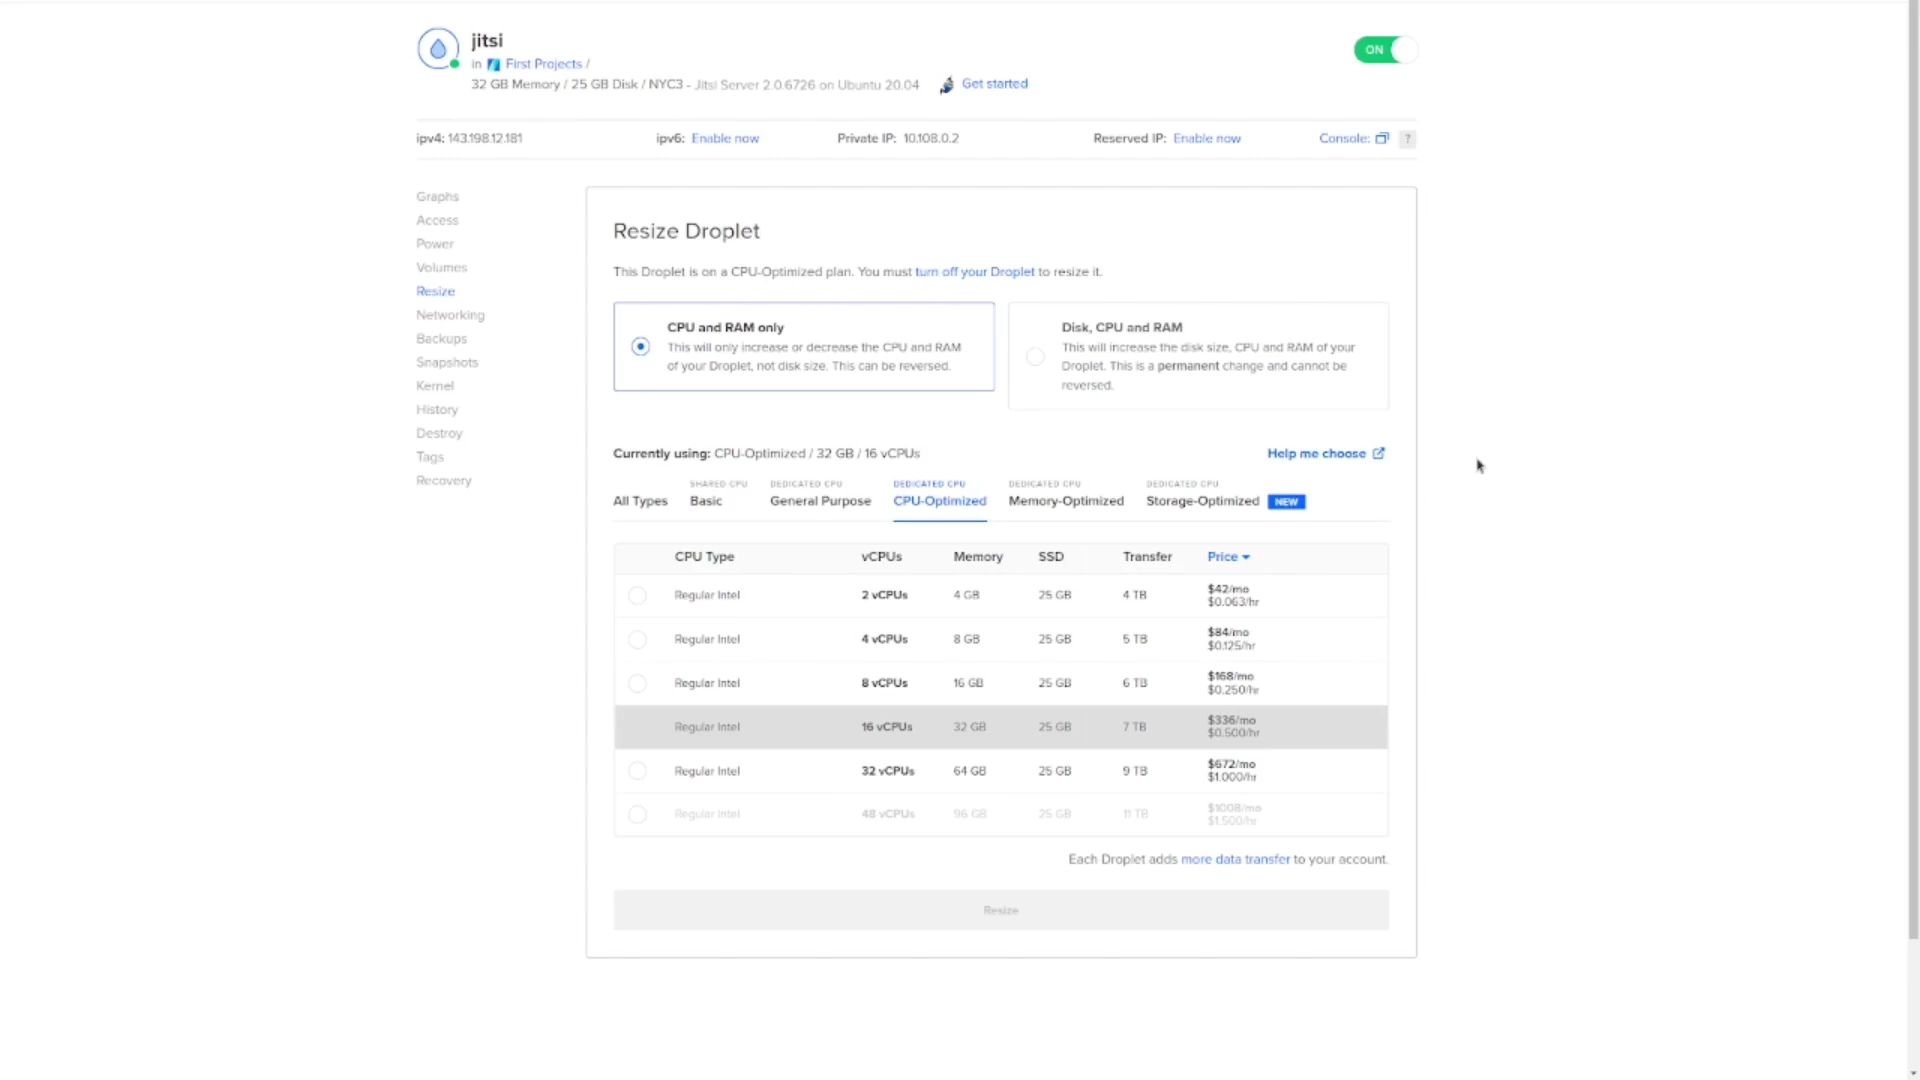 jitsi
in First Projects /
32 GB Memory / 25 GB Disk / NYC3 - Jitsi Server 2.0.6726 on Ubuntu 20.04 Get started
ON
ipv4: 143.198.12.181 ipv6: Enable now Private IP: 10.108.0.2 Reserved IP: Enable now Console: ?
Graphs
Access
Power
Volumes
Resize
Networking
Backups
Snapshots
Kernel
History
Destroy
Tags
Recovery
Resize Droplet
This Droplet is on a CPU-Optimized plan. You must turn off your Droplet to resize it.
CPU and RAM only
This will only increase or decrease the CPU and RAM
of your Droplet, not disk size. This can be reversed.
Disk, CPU and RAM
This will increase the disk size, CPU and RAM of your
Droplet. This is a permanent change and cannot be
reversed.
Currently using: CPU-Optimized / 32 GB / 16 vCPUs Help me choose
SHARED CPU DEDICATED CPU DEDICATED CPU DEDICATED CPU DEDICATED CPU
All Types Basic General Purpose CPU-Optimized Memory-Optimized Storage-Optimized NEW
CPU Type vCPUs Memory SSD Transfer Price
Regular Intel 2 vCPUs 4 GB 25 GB 4 TB $42/mo
$0.063/hr
Regular Intel 4 vCPUs 8 GB 25 GB 5 TB $84/mo
$0.125/hr
Regular Intel 8 vCPUs 16 GB 25 GB 6 TB $168/mo
$0.250/hr
Regular Intel 16 vCPUs 32 GB 25 GB 7 TB $336/mo
$0.500/hr
Regular Intel 32 vCPUs 64 GB 25 GB 9 TB $672/mo
$1.000/hr
Regular Intel 48 vCPUs 96 GB 25 GB 11 TB $1008/mo
$1.500/hr
Each Droplet adds more data transfer to your account.
Resize